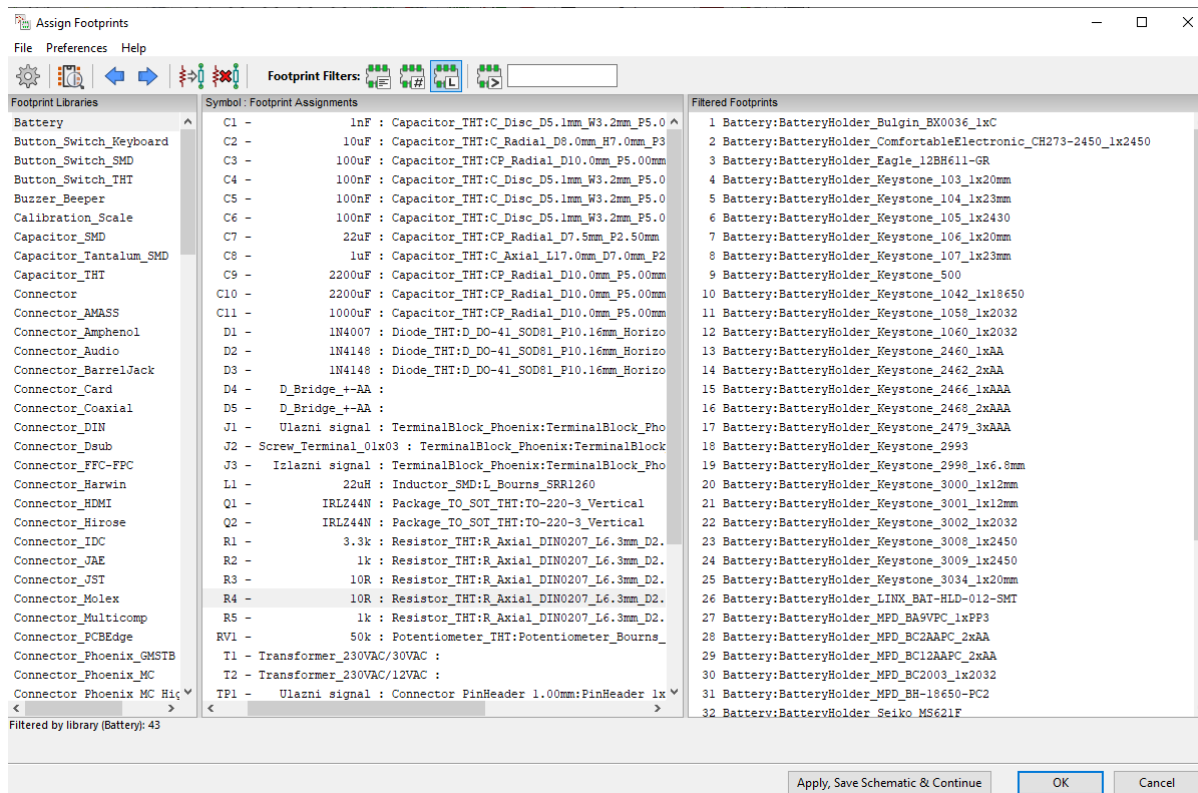 Assign Footprints
File Preferences Help
Footprint Filters:
Footprint Libraries
Battery
Button_Switch_Keyboard
Button_Switch_SMD
Button_Switch_THT
Buzzer_Beeper
Calibration_Scale
Capacitor_SMD
Capacitor_Tantalum_SMD
Capacitor_THT
Connector
Connector_AMASS
Connector_Amphenol
Connector_Audio
Connector_BarrelJack
Connector_Card
Connector_Coaxial
Connector_DIN
Connector_Dsub
Connector_FFC-FPC
Connector_Harwin
Connector_HDMI
Connector_Hirose
Connector_IDC
Connector_JAE
Connector_JST
Connector_Molex
Connector_Multicomp
Connector_PCBEdge
Connector_Phoenix_GMSTB
Connector_Phoenix_MC
Connector_Phoenix_MC_Hig
Symbol : Footprint Assignments
C1 - 1nF : Capacitor_THT:C_Disc_D5.1mm_W3.2mm_P5.0
C2 - 10uF : Capacitor_THT:C_Radial_D8.0mm_H7.0mm_P3
C3 - 100uF : Capacitor_THT:CP_Radial_D10.0mm_P5.00mm
C4 - 100nF : Capacitor_THT:C_Disc_D5.1mm_W3.2mm_P5.0
C5 - 100nF : Capacitor_THT:C_Disc_D5.1mm_W3.2mm_P5.0
C6 - 100nF : Capacitor_THT:C_Disc_D5.1mm_W3.2mm_P5.0
C7 - 22uF : Capacitor_THT:CP_Radial_D7.5mm_P2.50mm
C8 - 1uF : Capacitor_THT:C_Axial_L17.0mm_D7.0mm_P2
C9 - 2200uF : Capacitor_THT:CP_Radial_D10.0mm_P5.00mm
C10 - 2200uF : Capacitor_THT:CP_Radial_D10.0mm_P5.00mm
C11 - 1000uF : Capacitor_THT:CP_Radial_D10.0mm_P5.00mm
D1 - 1N4007 : Diode_THT:D_DO-41_SOD81_P10.16mm_Horizo
D2 - 1N4148 : Diode_THT:D_DO-41_SOD81_P10.16mm_Horizo
D3 - 1N4148 : Diode_THT:D_DO-41_SOD81_P10.16mm_Horizo
D4 - D_Bridge_+-AA :
D5 - D_Bridge_+-AA :
J1 - Ulazni signal : TerminalBlock_Phoenix:TerminalBlock_Pho
J2 - Screw_Terminal_01x03 : TerminalBlock_Phoenix:TerminalBlock
J3 - Izlazni signal : TerminalBlock_Phoenix:TerminalBlock_Pho
L1 - 22uH : Inductor_SMD:L_Bourns_SRR1260
Q1 - IRLZ44N : Package_TO_SOT_THT:TO-220-3_Vertical
Q2 - IRLZ44N : Package_TO_SOT_THT:TO-220-3_Vertical
R1 - 3.3k : Resistor_THT:R_Axial_DIN0207_L6.3mm_D2.
R2 - 1k : Resistor_THT:R_Axial_DIN0207_L6.3mm_D2.
R3 - 10R : Resistor_THT:R_Axial_DIN0207_L6.3mm_D2.
R4 - 10R : Resistor_THT:R_Axial_DIN0207_L6.3mm_D2.
R5 - 1k : Resistor_THT:R_Axial_DIN0207_L6.3mm_D2.
RV1 - 50k : Potentiometer_THT:Potentiometer_Bourns_
T1 - Transformer_230VAC/30VAC :
T2 - Transformer_230VAC/12VAC :
TP1 - Ulazni signal : Connector_PinHeader_1.00mm:PinHeader_1x
Filtered Footprints
1 Battery:BatteryHolder_Bulgin_BX0036_1xC
2 Battery:BatteryHolder_ComfortableElectronic_CH273-2450_1x2450
3 Battery:BatteryHolder_Eagle_12BH611-GR
4 Battery:BatteryHolder_Keystone_103_1x20mm
5 Battery:BatteryHolder_Keystone_104_1x23mm
6 Battery:BatteryHolder_Keystone_105_1x2430
7 Battery:BatteryHolder_Keystone_106_1x20mm
8 Battery:BatteryHolder_Keystone_107_1x23mm
9 Battery:BatteryHolder_Keystone_500
10 Battery:BatteryHolder_Keystone_1042_1x18650
11 Battery:BatteryHolder_Keystone_1058_1x2032
12 Battery:BatteryHolder_Keystone_1060_1x2032
13 Battery:BatteryHolder_Keystone_2460_1xAA
14 Battery:BatteryHolder_Keystone_2462_2xAA
15 Battery:BatteryHolder_Keystone_2466_1xAAA
16 Battery:BatteryHolder_Keystone_2468_2xAAA
17 Battery:BatteryHolder_Keystone_2479_3xAAA
18 Battery:BatteryHolder_Keystone_2993
19 Battery:BatteryHolder_Keystone_2998_1x6.8mm
20 Battery:BatteryHolder_Keystone_3000_1x12mm
21 Battery:BatteryHolder_Keystone_3001_1x12mm
22 Battery:BatteryHolder_Keystone_3002_1x2032
23 Battery:BatteryHolder_Keystone_3008_1x2450
24 Battery:BatteryHolder_Keystone_3009_1x2450
25 Battery:BatteryHolder_Keystone_3034_1x20mm
26 Battery:BatteryHolder_LINX_BAT-HLD-012-SMT
27 Battery:BatteryHolder_MPD_BA9VPC_1xPP3
28 Battery:BatteryHolder_MPD_BC2AAPC_2xAA
29 Battery:BatteryHolder_MPD_BC12AAPC_2xAA
30 Battery:BatteryHolder_MPD_BC2003_1x2032
31 Battery:BatteryHolder_MPD_BH-18650-PC2
32 Battery:BatteryHolder_Seiko_MS621F
Filtered by library (Battery): 43
Apply, Save Schematic & Continue
OK
Cancel